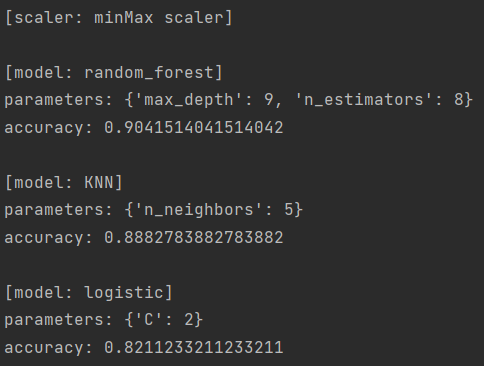 [scaler: minMax scaler]
[model: random_forest]
parameters: {'max_depth': 9, 'n_estimators': 8}
accuracy: 0.9041514041514042
[model: KNN]
parameters: {'n_neighbors': 5}
accuracy: 0.8882783882783882
[model: logistic]
parameters: {'C': 2}
accuracy: 0.8211233211233211